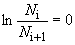 ln Nᵢ / Nᵢ₊₁ = 0